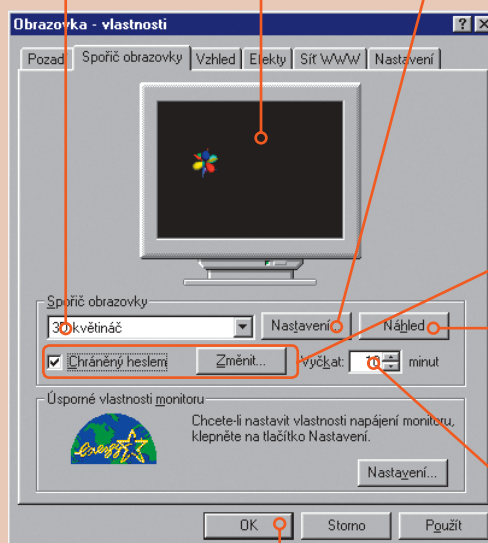 Obrazovka - vlastnosti
Pozadí Spořič obrazovky Vzhled Efekty Síť WWW Nastavení
Spořič obrazovky
3D květináč Nastavení... Náhled
Chráněný heslem Změnit... Vyčkat: 10 minut
Úsporné vlastnosti monitoru
Chcete-li nastavit vlastnosti napájení monitoru,
klepněte na tlačítko Nastavení.
energy
Nastavení...
OK Storno Použít